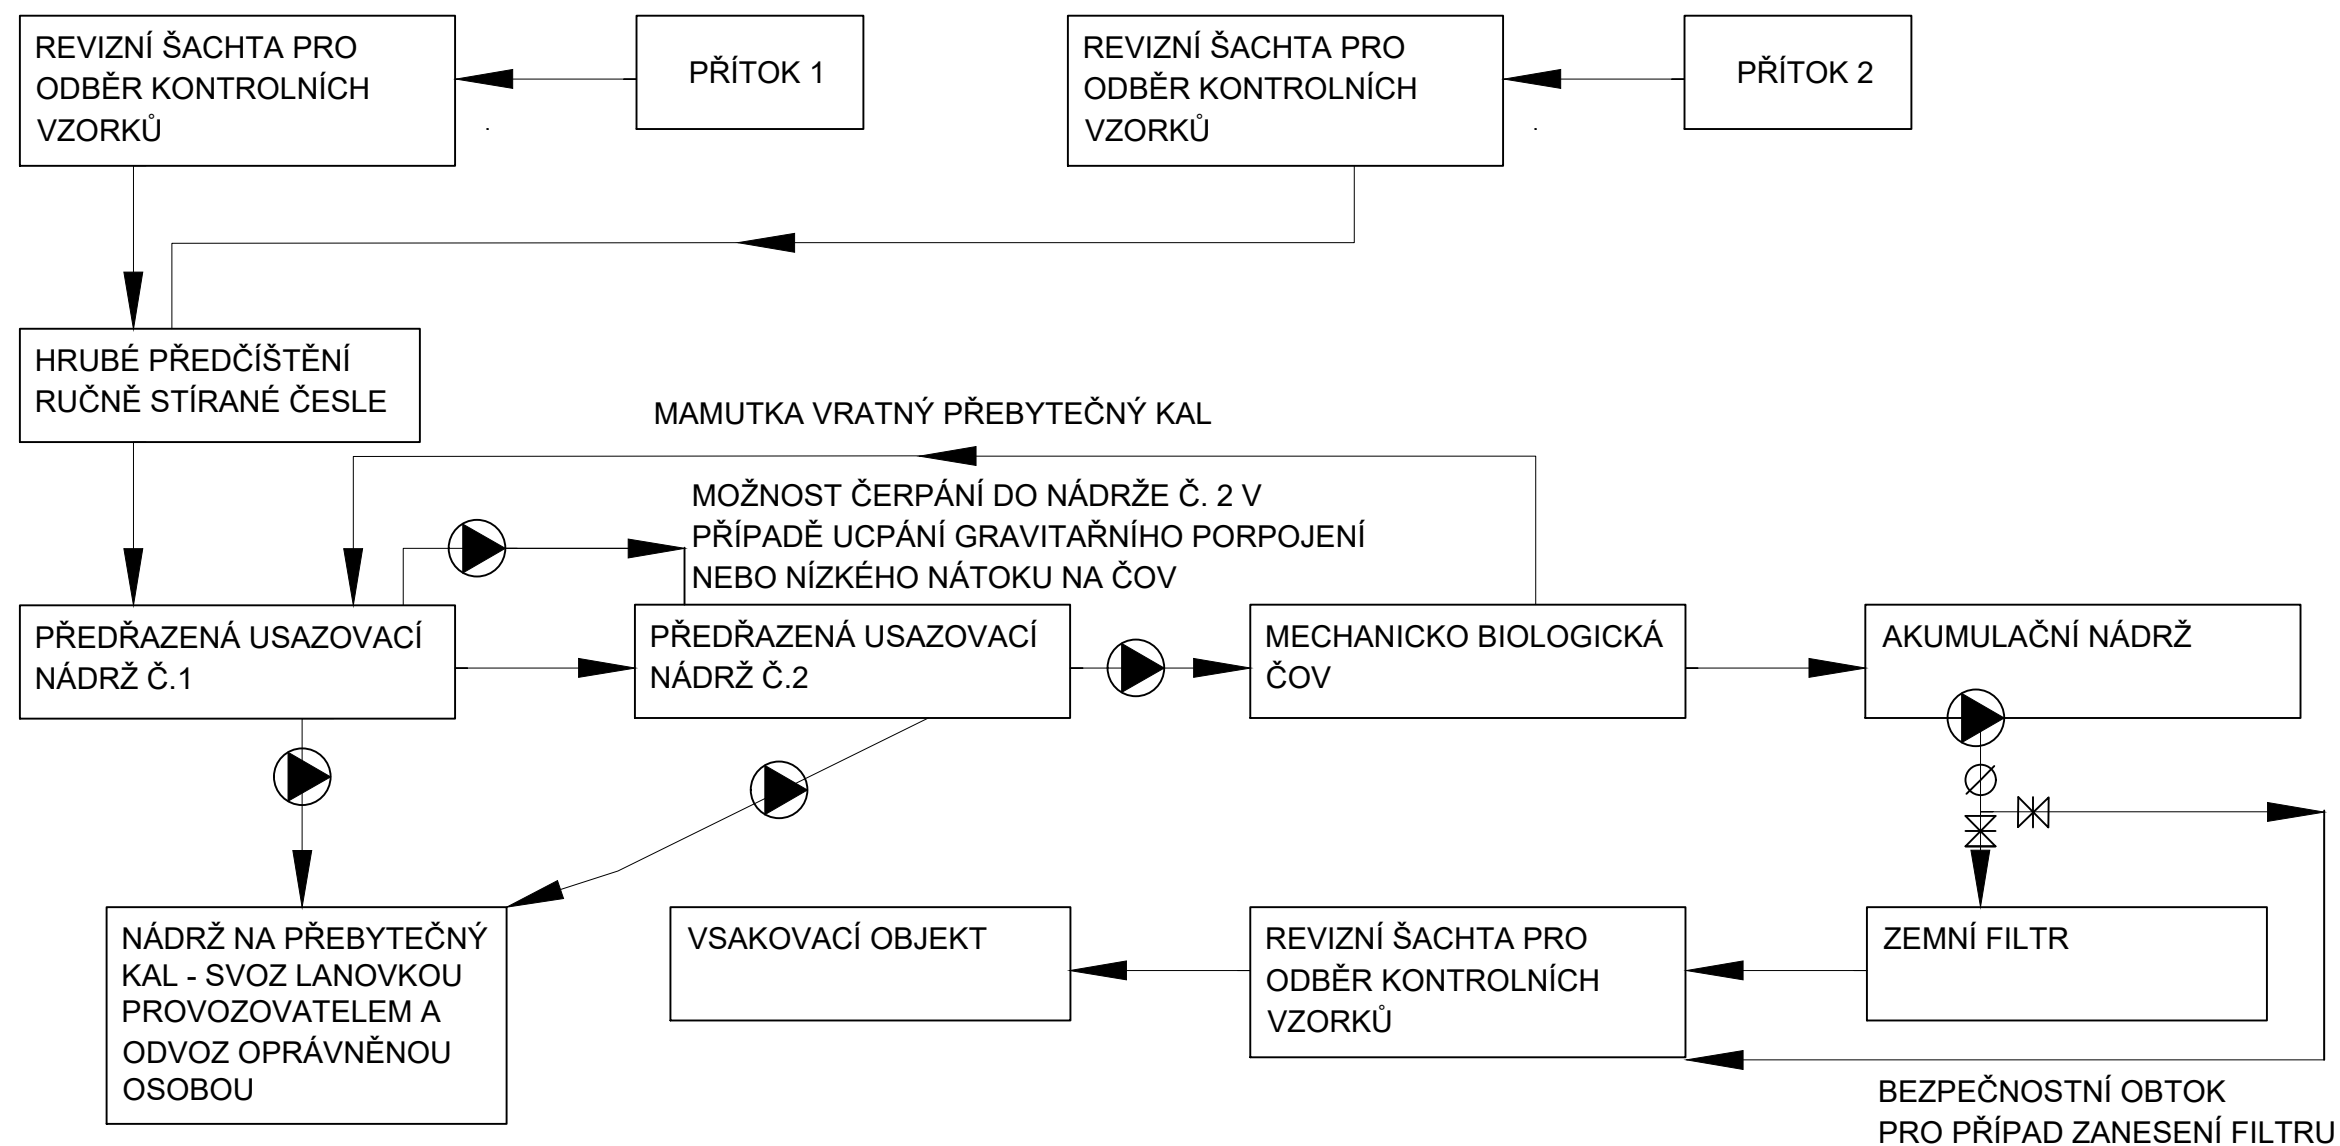 REVIZNÍ ŠACHTA PRO
ODBĚR KONTROLNÍCH
VZORKŮ
PŘÍTOK 1
REVIZNÍ ŠACHTA PRO
ODBĚR KONTROLNÍCH
VZORKŮ
PŘÍTOK 2
HRUBÉ PŘEDČÍŠTĚNÍ
RUČNĚ STÍRANÉ ČESLE
MAMUTKA VRATNÝ PŘEBYTEČNÝ KAL
MOŽNOST ČERPÁNÍ DO NÁDRŽE Č. 2 V
PŘÍPADĚ UCPÁNÍ GRAVITAŘNÍHO PORPOJENÍ
NEBO NÍZKÉHO NÁTOKU NA ČOV
PŘEDŘAZENÁ USAZOVACÍ
NÁDRŽ Č.1
PŘEDŘAZENÁ USAZOVACÍ
NÁDRŽ Č.2
MECHANICKO BIOLOGICKÁ
ČOV
AKUMULAČNÍ NÁDRŽ
NÁDRŽ NA PŘEBYTEČNÝ
KAL - SVOZ LANOVKOU
PROVOZOVATELEM A
ODVOZ OPRÁVNĚNOU
OSOBOU
VSAKOVACÍ OBJEKT
REVIZNÍ ŠACHTA PRO
ODBĚR KONTROLNÍCH
VZORKŮ
ZEMNÍ FILTR
BEZPEČNOSTNÍ OBTOK
PRO PŘÍPAD ZANESENÍ FILTRU